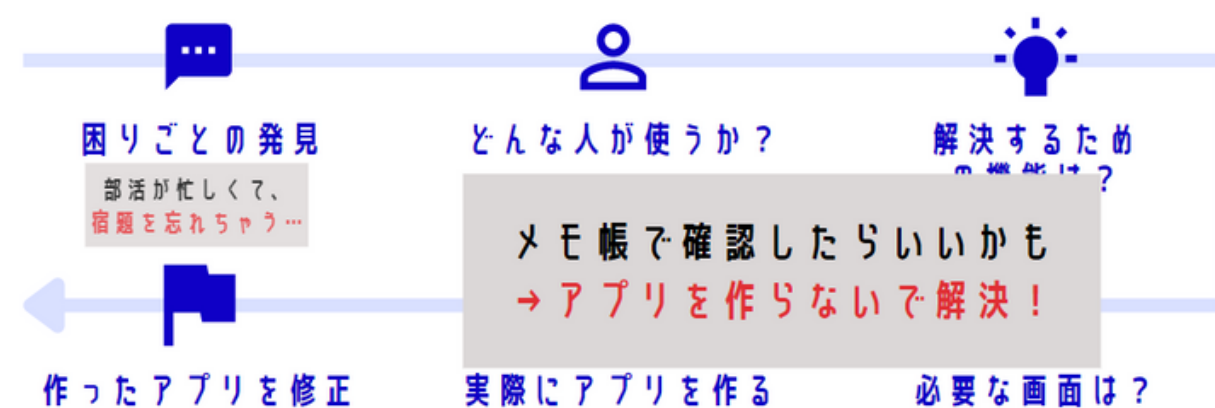 困りごとの発見
どんな人が使うか？
解決するため
の機能は？
部活が忙しくて、
宿題を忘れちゃう…
メモ帳で確認したらいいかも
→アプリを作らないで解決！
作ったアプリを修正
実際にアプリを作る
必要な画面は？